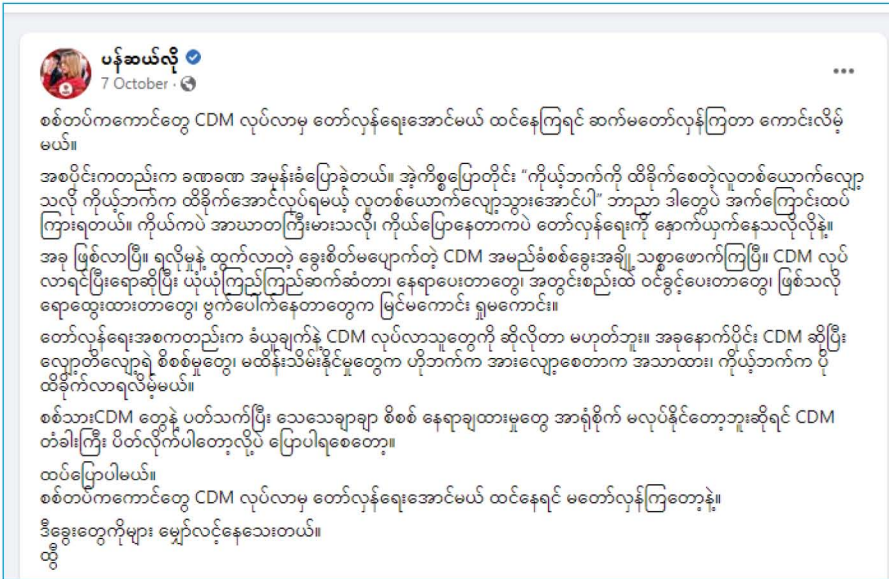 ပန်ဆယ်လို
7 October ·
စစ်တပ်ကကောင်တွေ CDM လုပ်လာမှ တော်လှန်ရေးအောင်မယ် ထင်နေကြရင် ဆက်မတော်လှန်ကြတာ ကောင်းလိမ့်
မယ်။
အစပိုင်းကတည်းက ခဏခဏ အမုန်းခံပြောခဲ့တယ်။ အဲ့ကိစ္စပြောတိုင်း “ကိုယ့်ဘက်ကို ထိခိုက်စေတဲ့လူတစ်ယောက်လျော့
သလို ကိုယ့်ဘက်က ထိခိုက်အောင်လုပ်ရမယ့် လူတစ်ယောက်လျော့သွားအောင်ပါ” ဘာညာ ဒါတွေပဲ အက်ကြောင်းထပ်
ကြားရတယ်။ ကိုယ်ကပဲ အာဃာတကြီးမားသလို၊ ကိုယ်ပြောနေတာကပဲ တော်လှန်ရေးကို နှောက်ယှက်နေသလိုလိုနဲ့။
အခု ဖြစ်လာပြီ။ ရလိုမှုနဲ့ ထွက်လာတဲ့ ခွေးစိတ်မပျောက်တဲ့ CDM အမည်ခံစစ်ခွေးအချို့ သစ္စာဖောက်ကြပြီ။ CDM လုပ်
လာရင်ပြီးရောဆိုပြီး ယုံယုံကြည်ကြည်ဆက်ဆံတာ၊ နေရာပေးတာတွေ၊ အတွင်းစည်းထဲ ဝင်ခွင့်ပေးတာတွေ၊ ဖြစ်သလို
ရောထွေးထားတာတွေ၊ ဗွက်ပေါက်နေတာတွေက မြင်မကောင်း ရှုမကောင်း။
တော်လှန်ရေးအစကတည်းက ခံယူချက်နဲ့ CDM လုပ်လာသူတွေကို ဆိုလိုတာ မဟုတ်ဘူး။ အခုနောက်ပိုင်း CDM ဆိုပြီး
လျှော့တိလျော့ရဲ စိစစ်မှုတွေ၊ မထိန်းသိမ်းနိုင်မှုတွေက ဟိုဘက်က အားလျော့စေတာက အသာထား၊ ကိုယ့်ဘက်က ပို
ထိခိုက်လာရလိမ့်မယ်။
စစ်သားCDM တွေနဲ့ ပတ်သက်ပြီး သေသေချာချာ စိစစ် နေရာချထားမှုတွေ အာရုံစိုက် မလုပ်နိုင်တော့ဘူးဆိုရင် CDM
တံခါးကြီး ပိတ်လိုက်ပါတော့လို့ပဲ ပြောပါရစေတော့။
ထပ်ပြောပါမယ်။
စစ်တပ်ကကောင်တွေ CDM လုပ်လာမှ တော်လှန်ရေးအောင်မယ် ထင်နေရင် မတော်လှန်ကြတော့နဲ့။
ဒီခွေးတွေကိုများ မျှော်လင့်နေသေးတယ်။
ထွီ